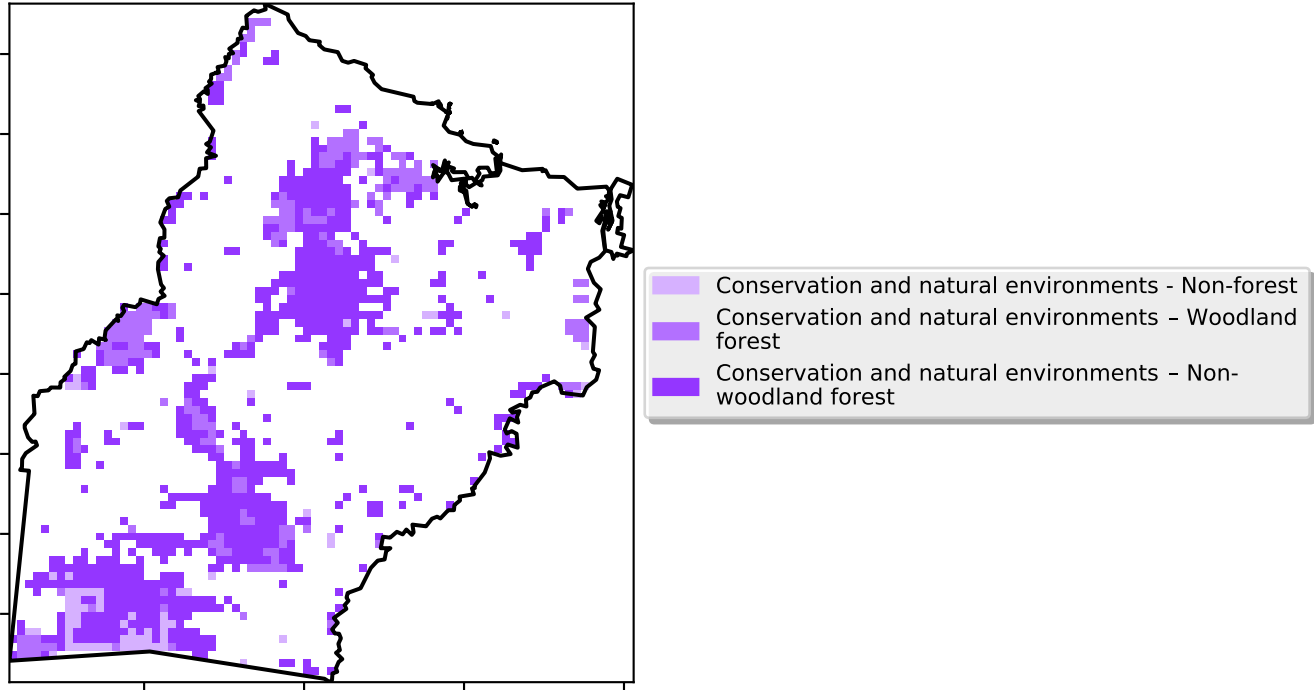 Conservation and natural environments - Non-forest
Conservation and natural environments – Woodland
forest
Conservation and natural environments – Non-
woodland forest